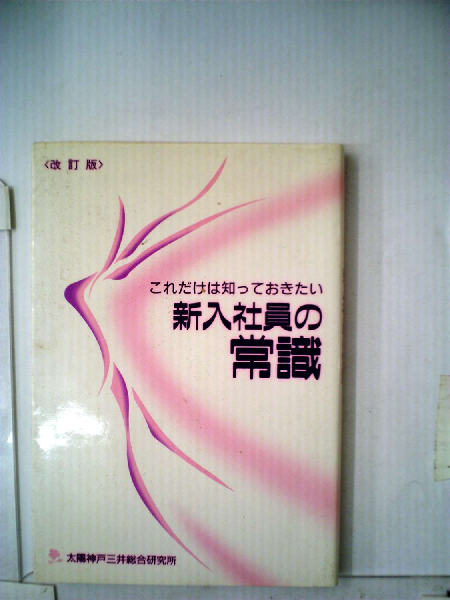 〈改訂版〉
これだけは知っておきたい
新入社員の
常識
太陽神戸三井総合研究所